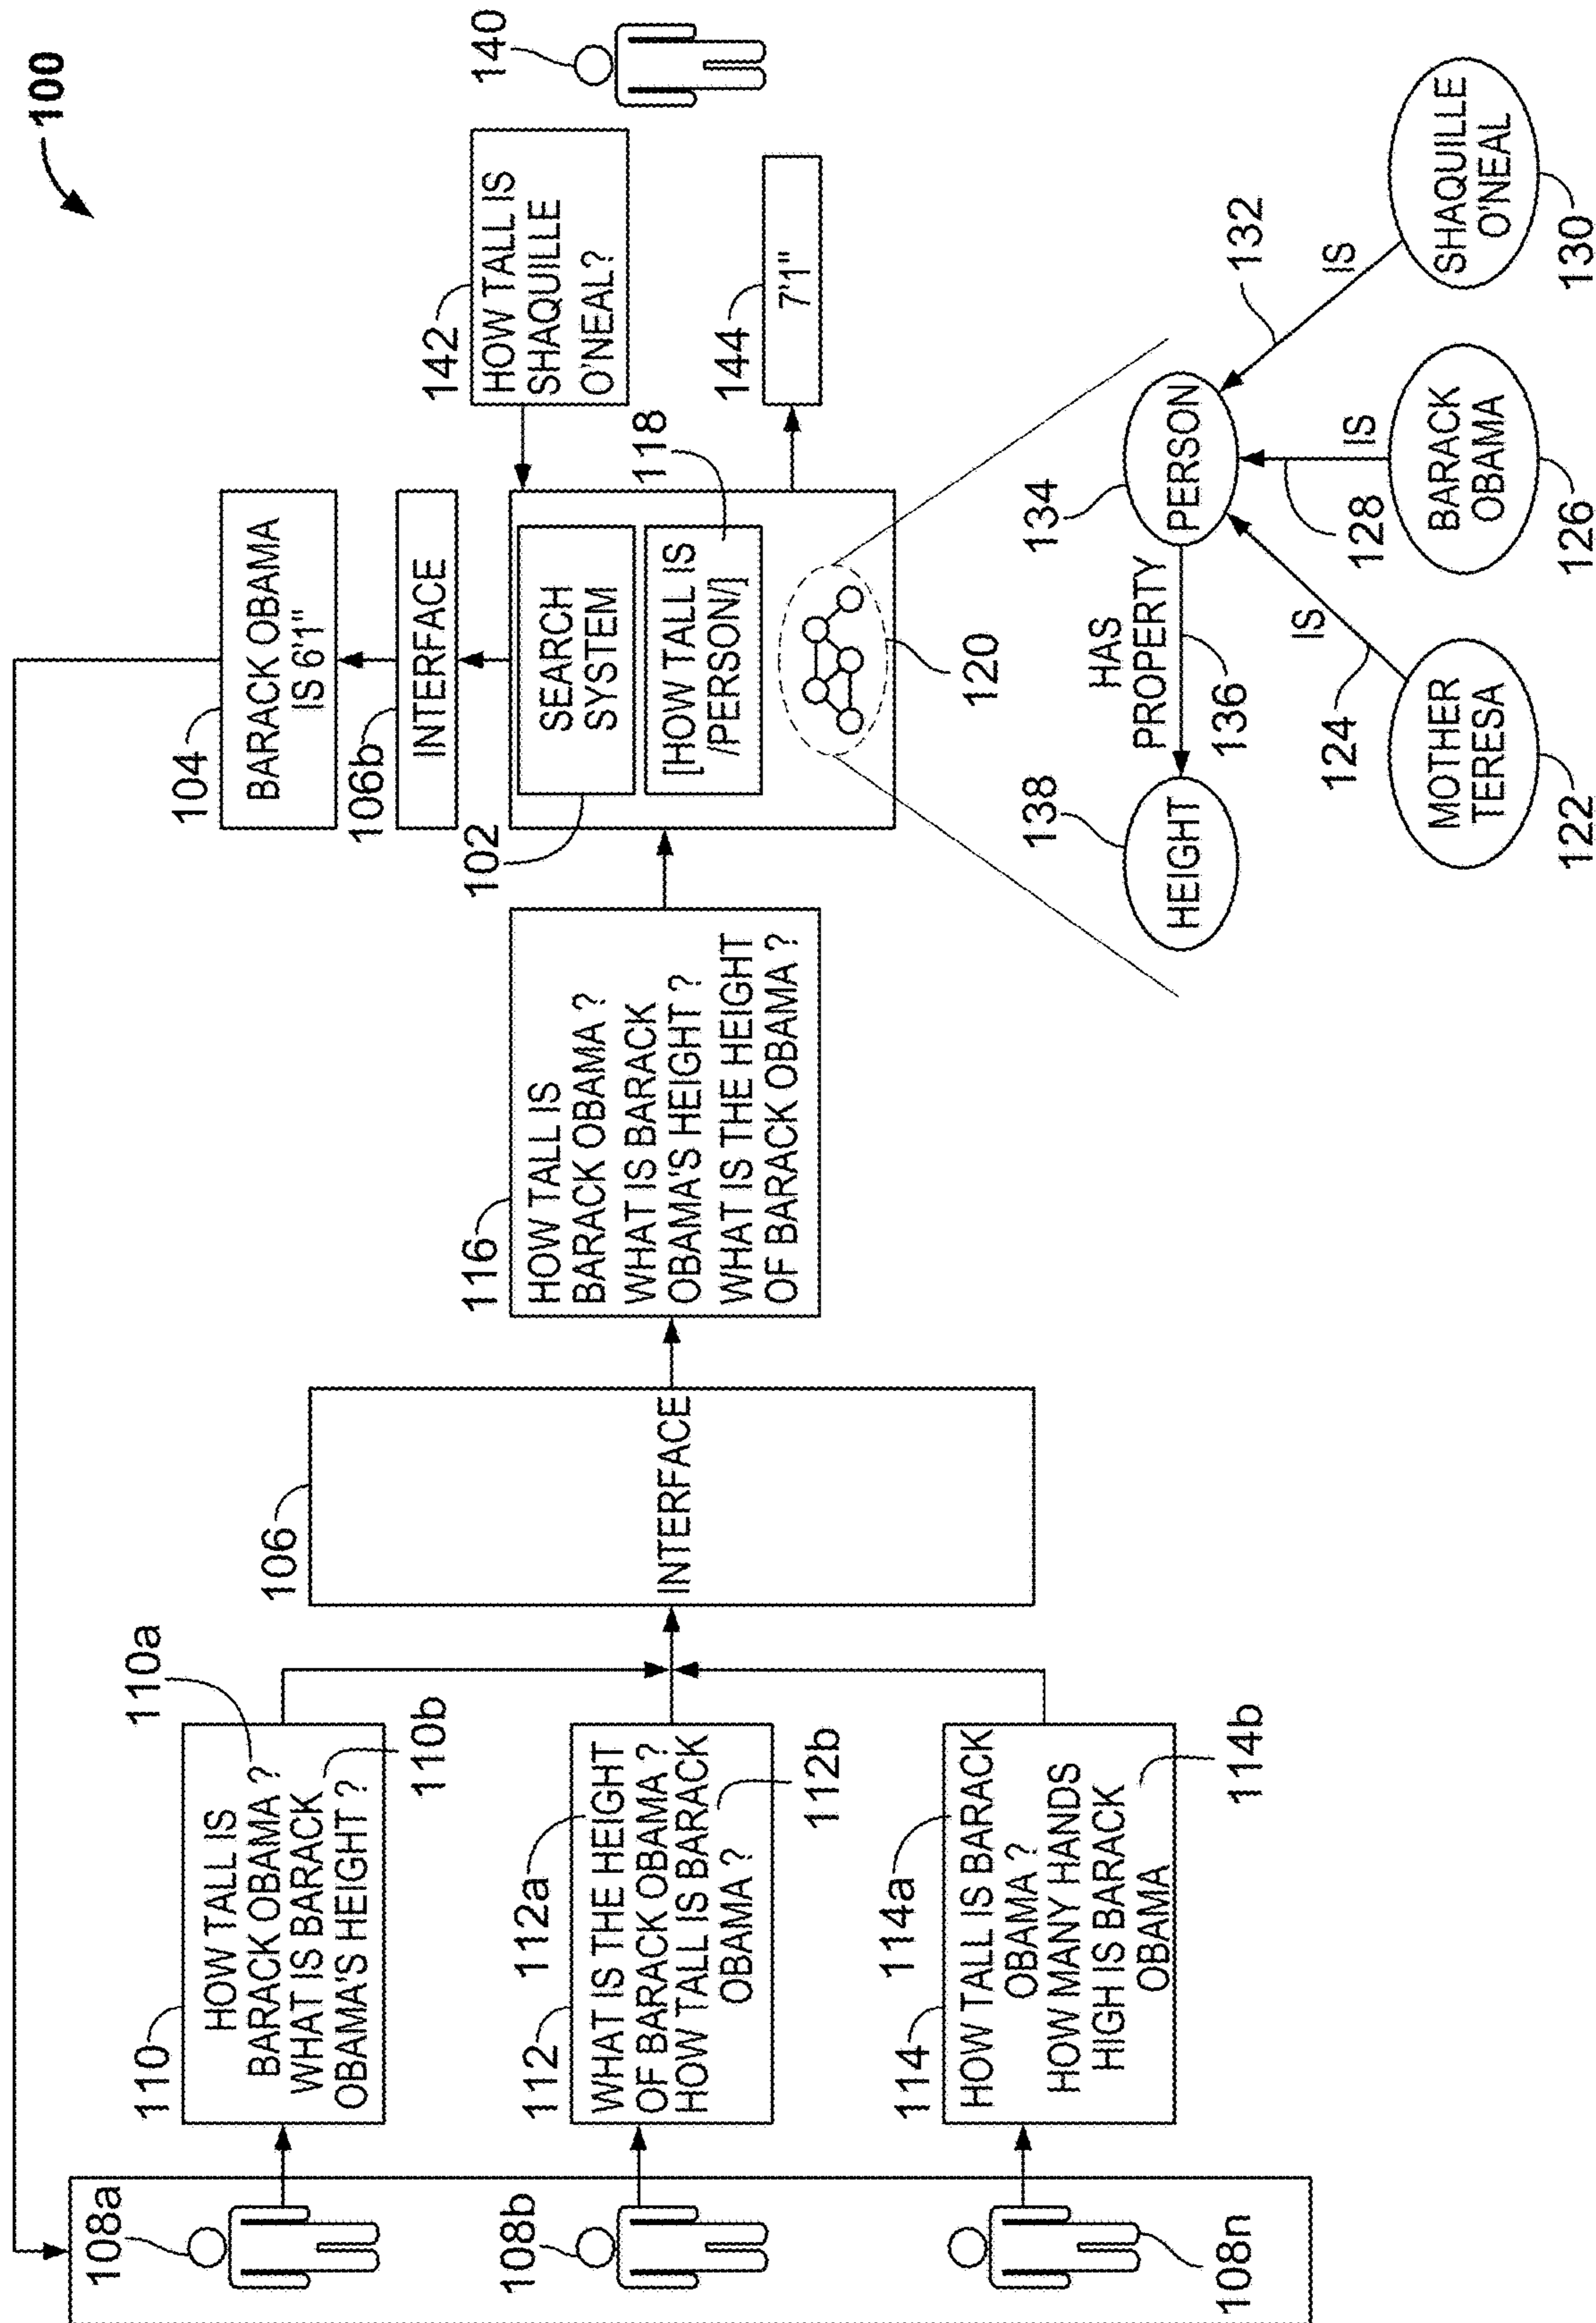 100
108a
108b
108n
110
HOW TALL IS
BARACK OBAMA ?
WHAT IS BARACK
OBAMA'S HEIGHT ?
110a
110b
112
112a
WHAT IS THE HEIGHT
OF BARACK OBAMA ?
HOW TALL IS BARACK
OBAMA ?
112b
114
114a
HOW TALL IS BARACK
OBAMA ?
HOW MANY HANDS
HIGH IS BARACK
OBAMA
114b
106
INTERFACE
116
HOW TALL IS
BARACK OBAMA ?
WHAT IS BARACK
OBAMA'S HEIGHT ?
WHAT IS THE HEIGHT
OF BARACK OBAMA ?
104
BARACK OBAMA
IS 6'1"
106b
INTERFACE
102
SEARCH
SYSTEM
118
[HOW TALL IS
/PERSON/]
120
142
HOW TALL IS
SHAQUILLE
O'NEAL?
140
144
7'1"
138
HEIGHT
HAS
PROPERTY
136
134
PERSON
132
IS
124
IS
128
IS
MOTHER
TERESA
122
BARACK
OBAMA
126
SHAQUILLE
O'NEAL
130